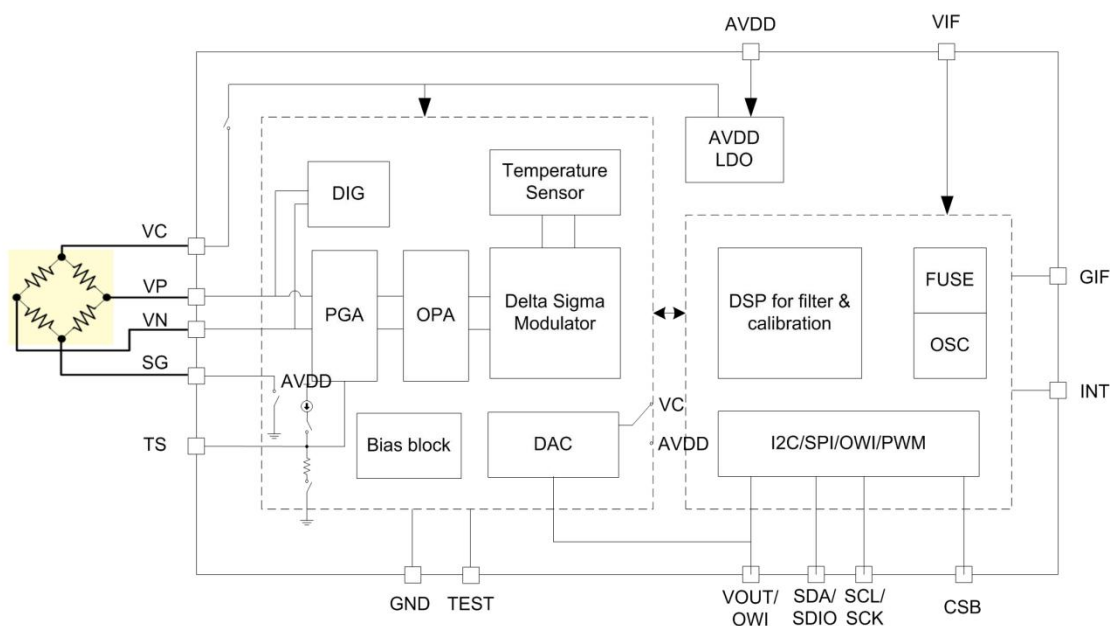 AVDD
VIF
AVDD
LDO
Temperature
Sensor
DIG
VC
VP
VN
SG
TS
PGA
OPA
Delta Sigma
Modulator
DSP for filter &
calibration
FUSE
OSC
GIF
INT
AVDD
VC
AVDD
Bias block
DAC
I2C/SPI/OWI/PWM
GND
TEST
VOUT/
OWI
SDA/
SDIO
SCL/
SCK
CSB